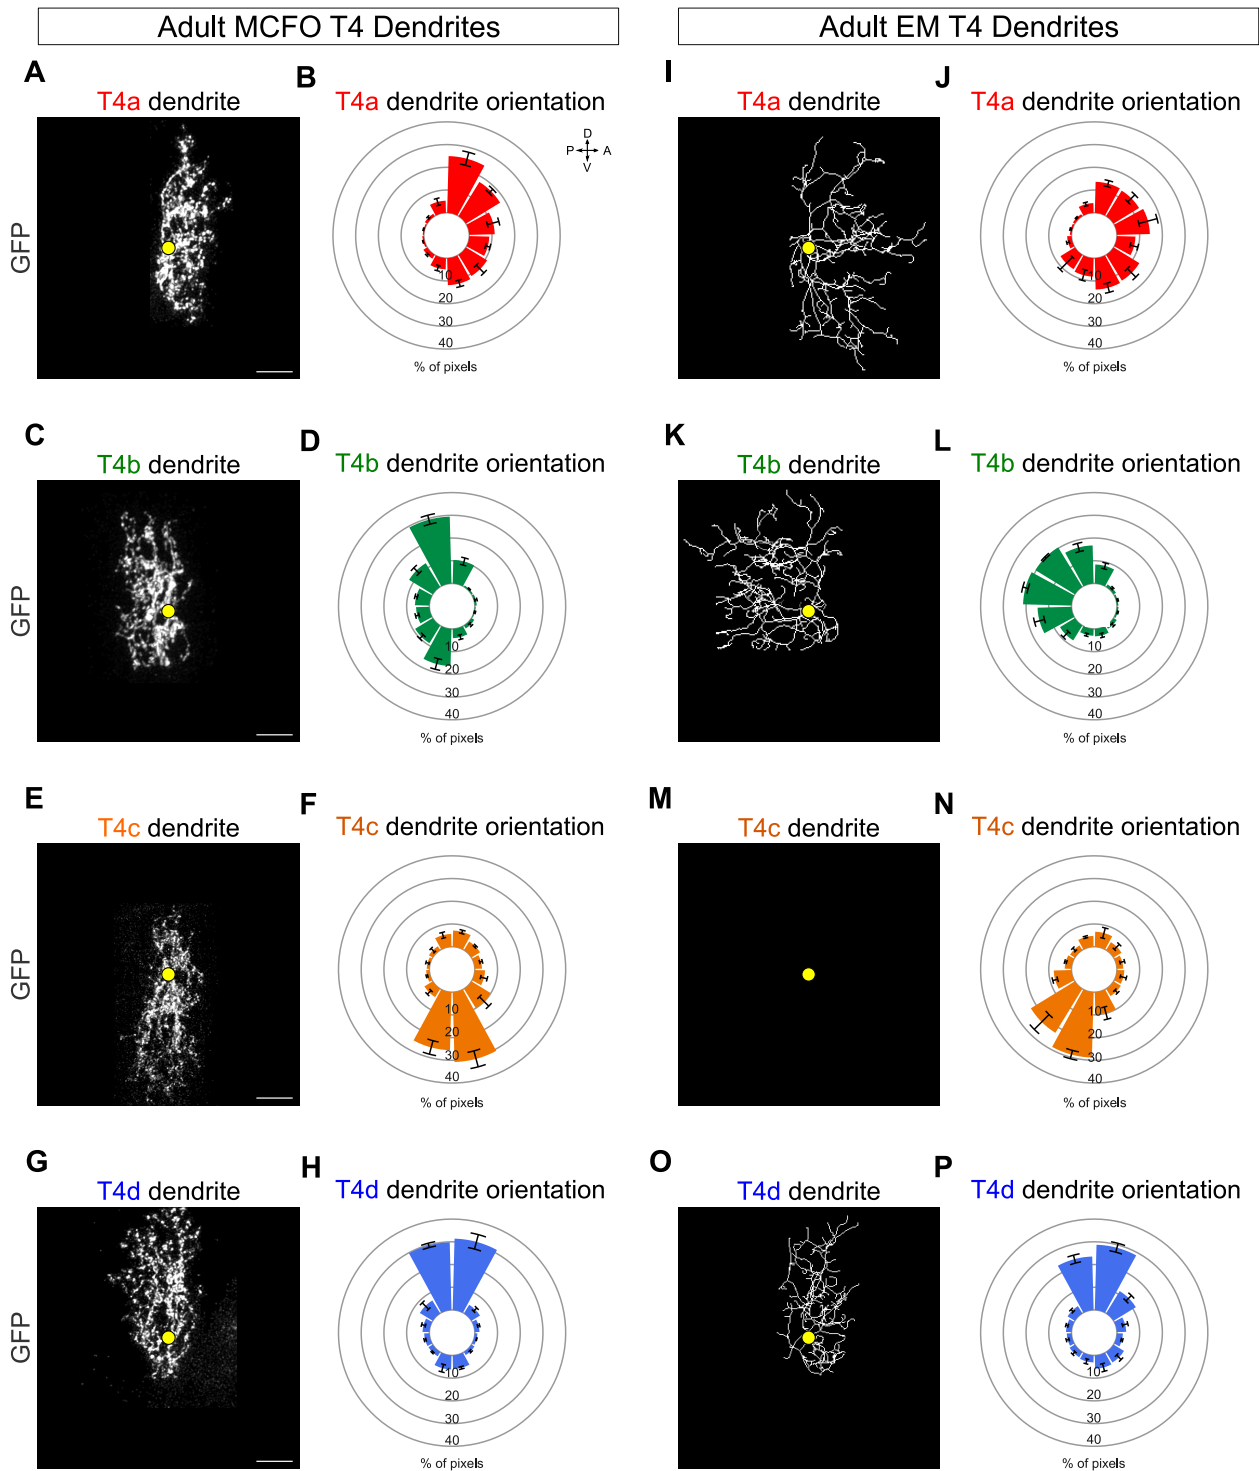 Adult MCFO T4 Dendrites
Adult EM T4 Dendrites
A
T4a dendrite
GFP
B
T4a dendrite orientation
D
P A
V
10
20
30
40
% of pixels
I
T4a dendrite
J
T4a dendrite orientation
10
20
30
40
% of pixels
C
T4b dendrite
GFP
D
T4b dendrite orientation
10
20
30
40
% of pixels
K
T4b dendrite
L
T4b dendrite orientation
10
20
30
40
% of pixels
E
T4c dendrite
GFP
F
T4c dendrite orientation
10
20
30
40
% of pixels
M
T4c dendrite
N
T4c dendrite orientation
10
20
30
40
% of pixels
G
T4d dendrite
GFP
H
T4d dendrite orientation
10
20
30
40
% of pixels
O
T4d dendrite
P
T4d dendrite orientation
10
20
30
40
% of pixels